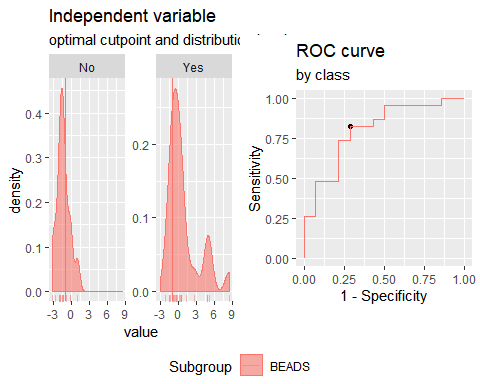 Independent variable
optimal cutpoint and distributio
No
Yes
density
0.4
0.3
0.2
0.1
0.0
0.2
0.1
0.0
-3 0 3 6 9
-3 0 3 6 9
value
ROC curve
by class
Sensitivity
1.00
0.75
0.50
0.25
0.00
0.00 0.25 0.50 0.75 1.00
1 - Specificity
Subgroup BEADS